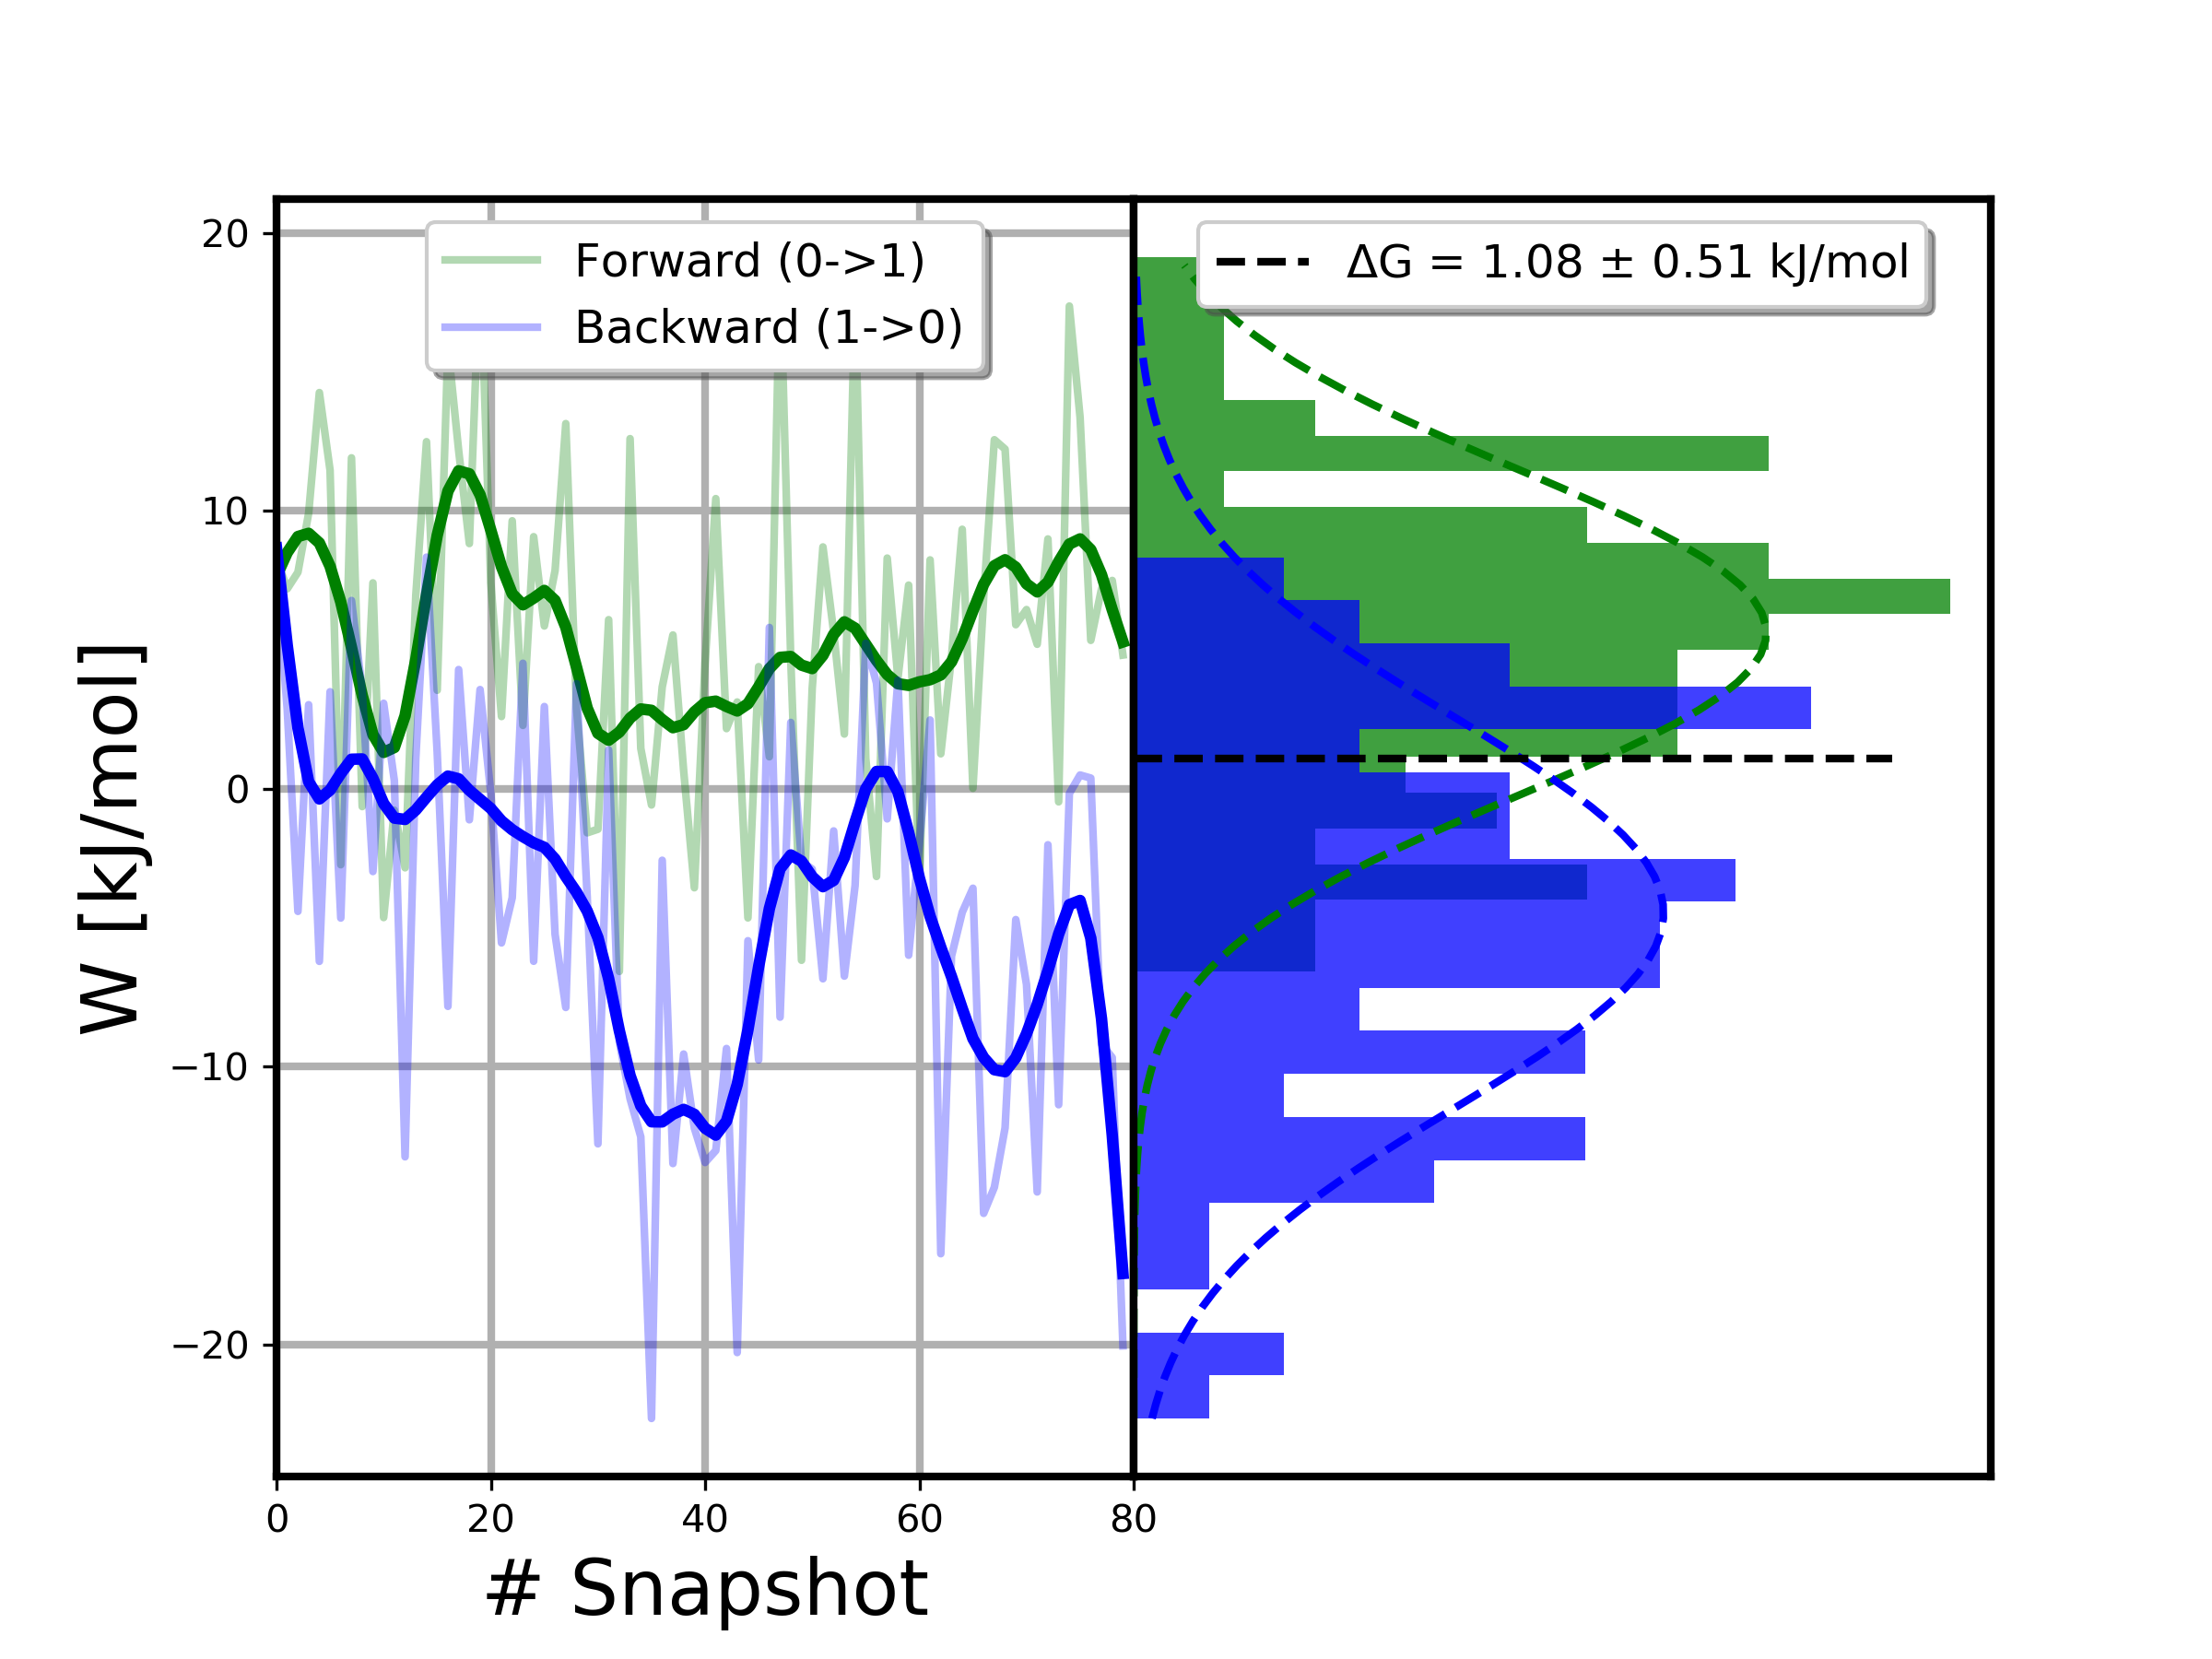 Forward (0->1)
Backward (1->0)
ΔG = 1.08 ± 0.51 kJ/mol
W [kJ/mol]
20
10
0
−10
−20
0 20 40 60 80
# Snapshot